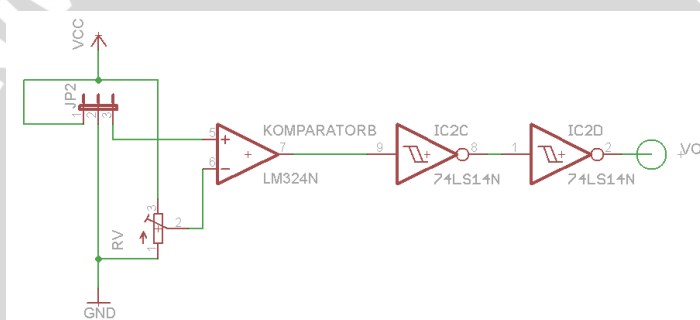 VCC
JP2
1 2 3
5
6
7
KOMPARATORB
LM324N
9
IC2C
8
74LS14N
1
IC2D
2
74LS14N
VO
3
2
1
RV
GND